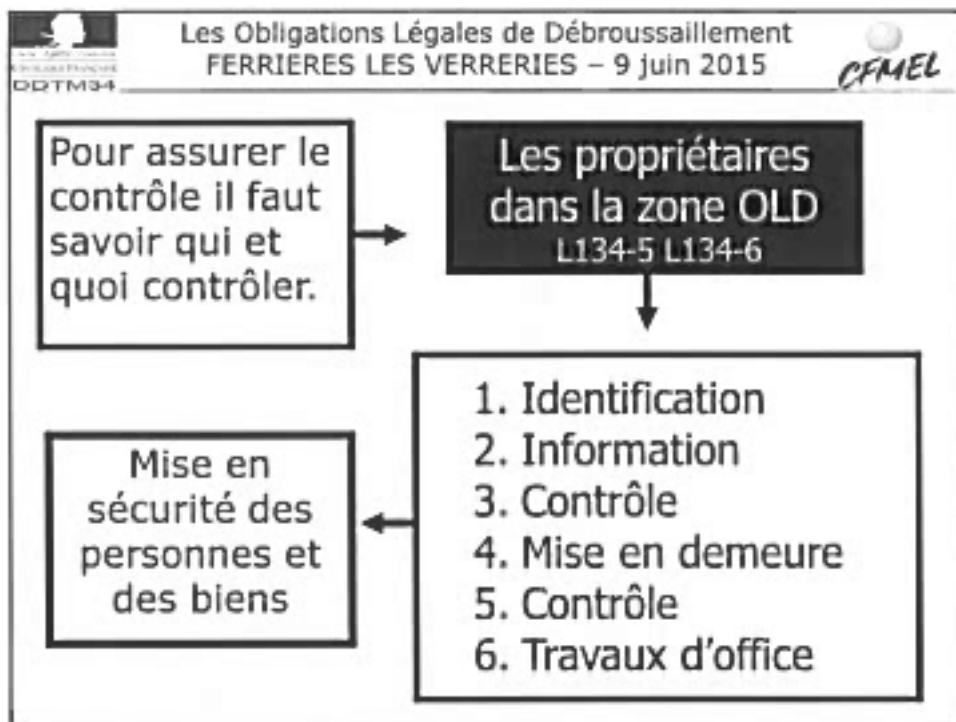 Les Obligations Légales de Débroussaillement
FERRIERES LES VERRERIES – 9 juin 2015
DDTM34
CFMEL
Pour assurer le
contrôle il faut
savoir qui et
quoi contrôler.
Les propriétaires
dans la zone OLD
L134-5 L134-6
1. Identification
2. Information
3. Contrôle
4. Mise en demeure
5. Contrôle
6. Travaux d'office
Mise en
sécurité des
personnes et
des biens